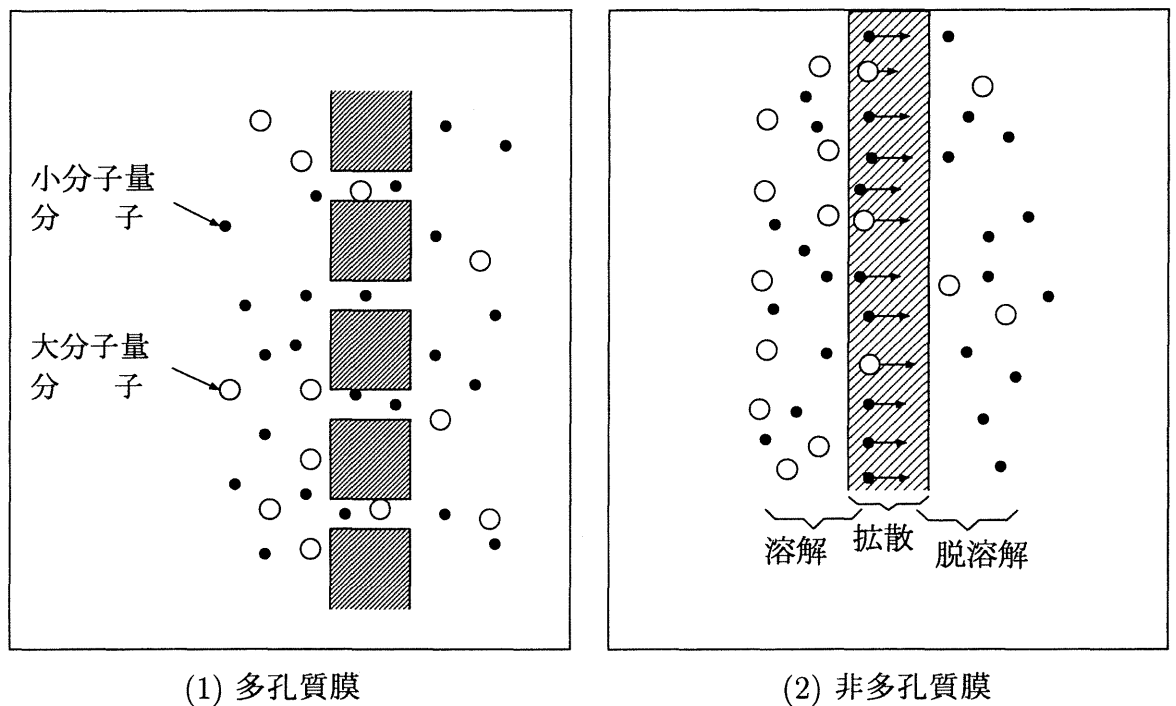 小分子量
分　　子
大分子量
分　　子
溶解
拡散
脱溶解
(1) 多孔質膜
(2) 非多孔質膜